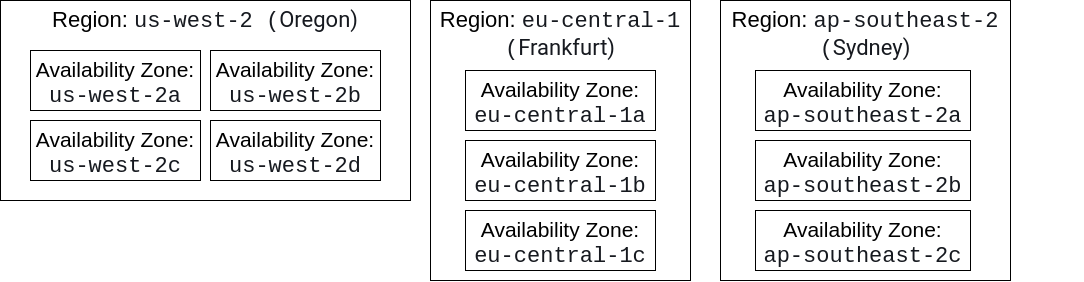 Region: us-west-2 (Oregon)
Availability Zone:
us-west-2a
Availability Zone:
us-west-2b
Availability Zone:
us-west-2c
Availability Zone:
us-west-2d
Region: eu-central-1
(Frankfurt)
Availability Zone:
eu-central-1a
Availability Zone:
eu-central-1b
Availability Zone:
eu-central-1c
Region: ap-southeast-2
(Sydney)
Availability Zone:
ap-southeast-2a
Availability Zone:
ap-southeast-2b
Availability Zone:
ap-southeast-2c